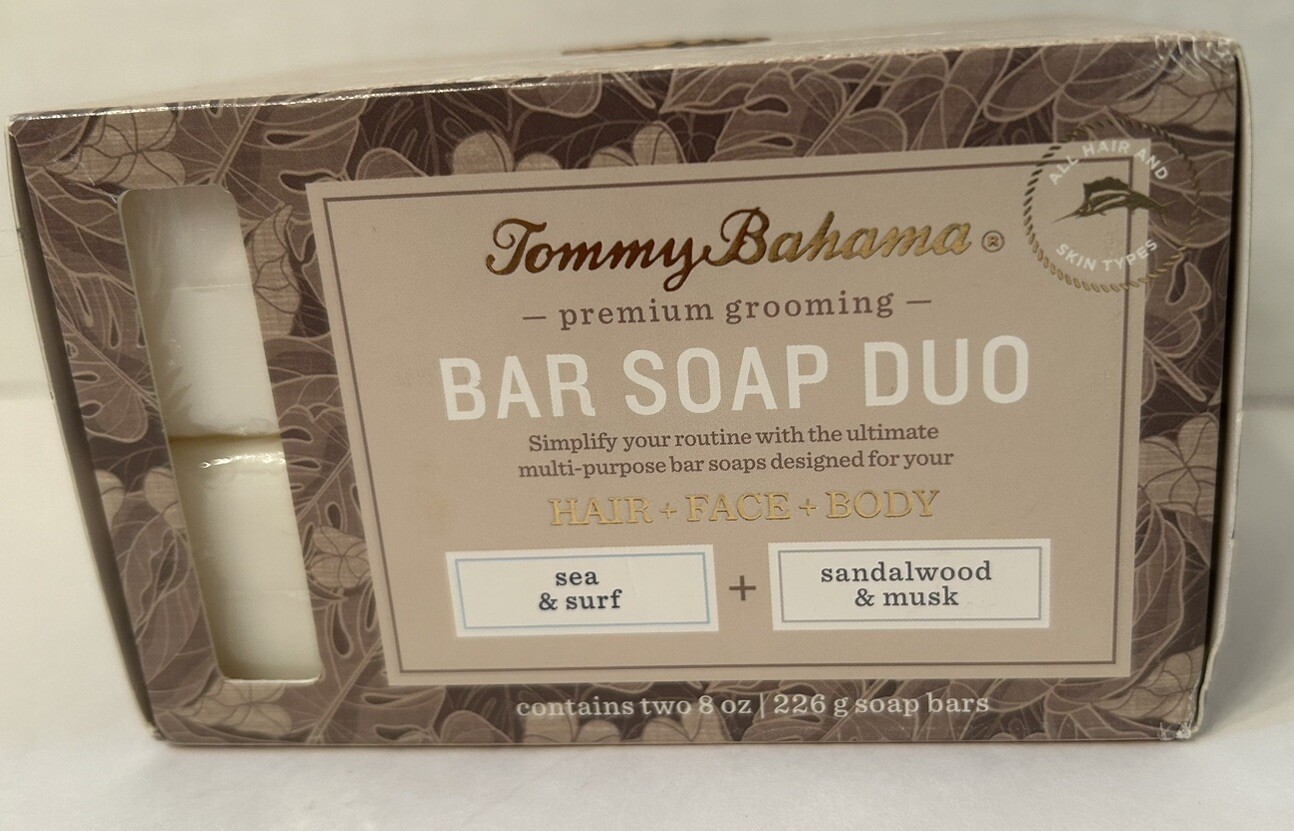 Tommy Bahama®
ALL HAIR AND
SKIN TYPES
— premium grooming —
BAR SOAP DUO
Simplify your routine with the ultimate
multi-purpose bar soaps designed for your
HAIR + FACE + BODY
sea
& surf
+
sandalwood
& musk
contains two 8 oz | 226 g soap bars